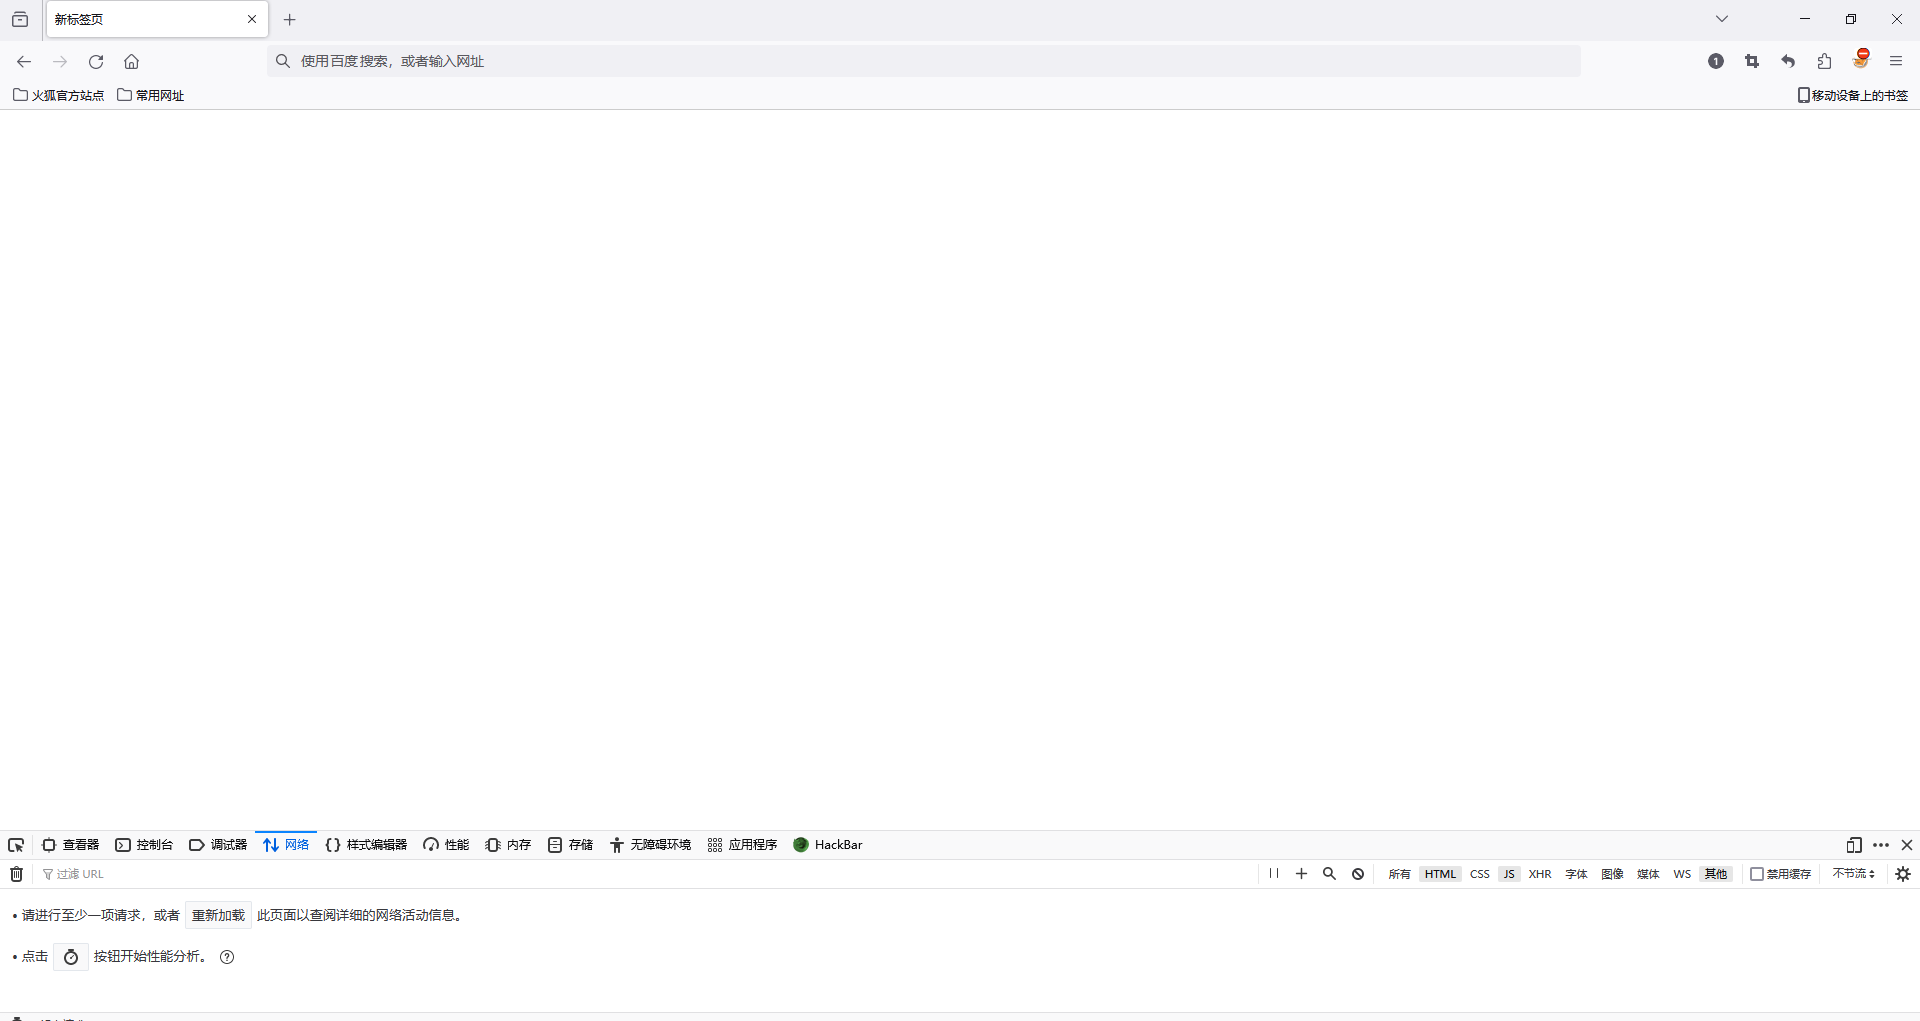 新标签页
使用百度搜索，或者输入网址
1
火狐官方站点 常用网址 移动设备上的书签
查看器 控制台 调试器 网络 样式编辑器 性能 内存 存储 无障碍环境 应用程序 HackBar
过滤 URL 所有 HTML CSS JS XHR 字体 图像 媒体 WS 其他 禁用缓存 不节流
• 请进行至少一项请求，或者 重新加载 此页面以查阅详细的网络活动信息。
• 点击 按钮开始性能分析。 ?